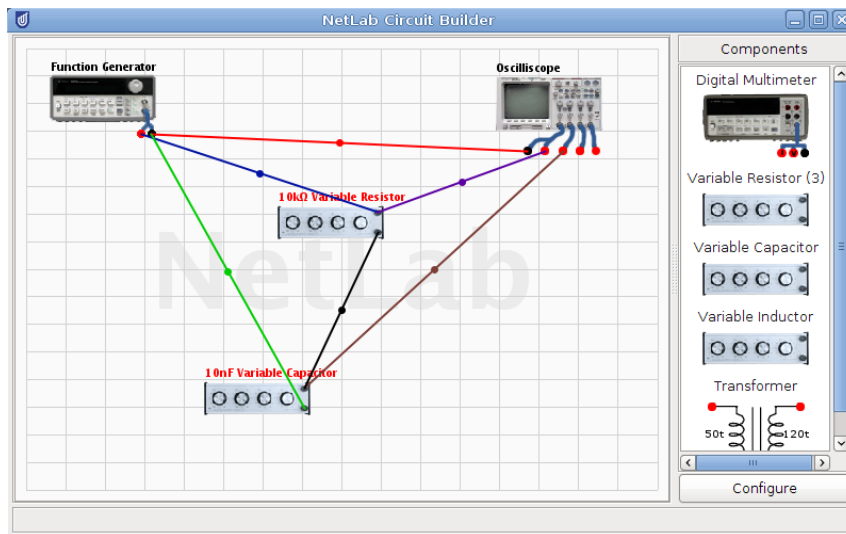 NetLab Circuit Builder
Function Generator
Oscilliscope
10kΩ Variable Resistor
NetLab
10nF Variable Capacitor
Components
Digital Multimeter
Variable Resistor (3)
Variable Capacitor
Variable Inductor
Transformer
50t
120t
Configure